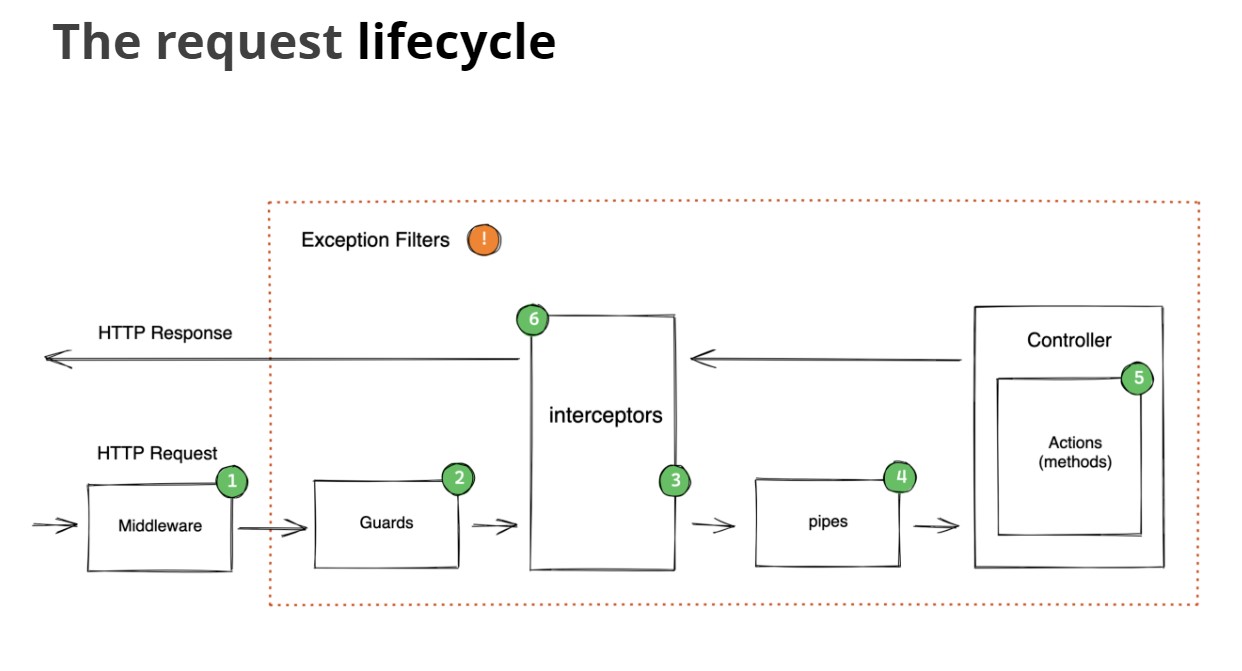 The request lifecycle
Exception Filters !
6
HTTP Response
Controller
5
interceptors
Actions
(methods)
HTTP Request
1
2
3
4
Middleware
Guards
pipes